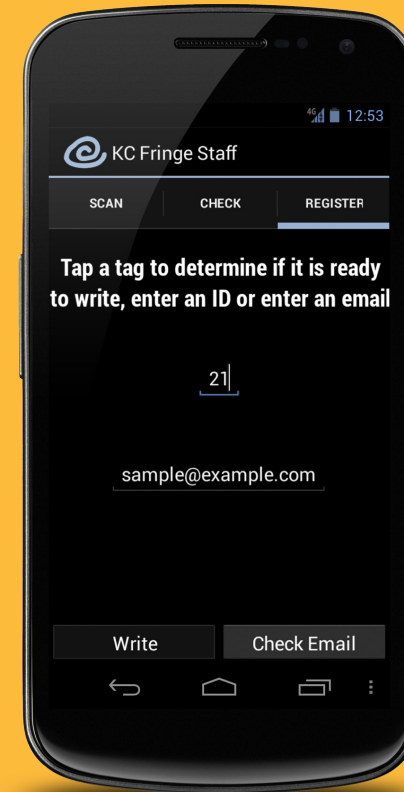 4G 12:53
KC Fringe Staff
SCAN CHECK REGISTER
Tap a tag to determine if it is ready
to write, enter an ID or enter an email
21
sample@example.com
Write Check Email